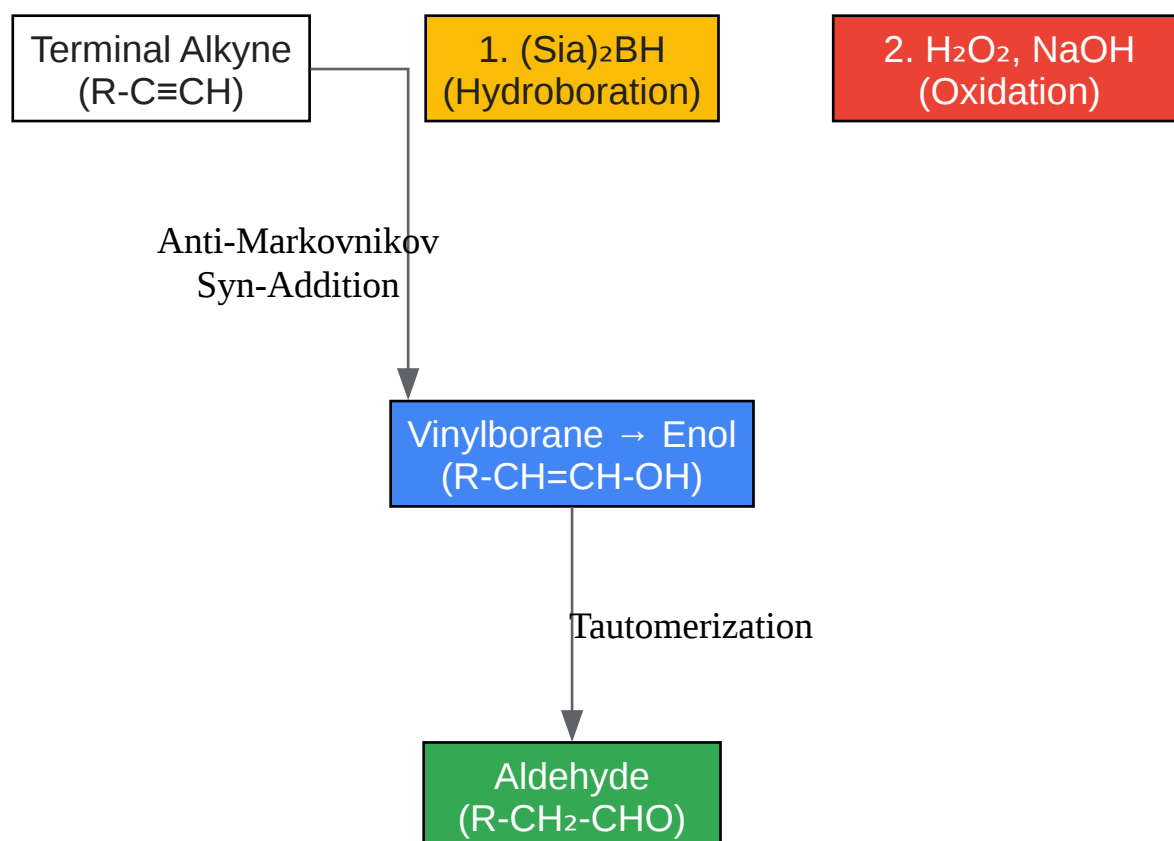 Terminal Alkyne
(R-C≡CH)
1. (Sia)₂BH
(Hydroboration)
2. H₂O₂, NaOH
(Oxidation)
Anti-Markovnikov
Syn-Addition
Vinylborane → Enol
(R-CH=CH-OH)
Tautomerization
Aldehyde
(R-CH₂-CHO)